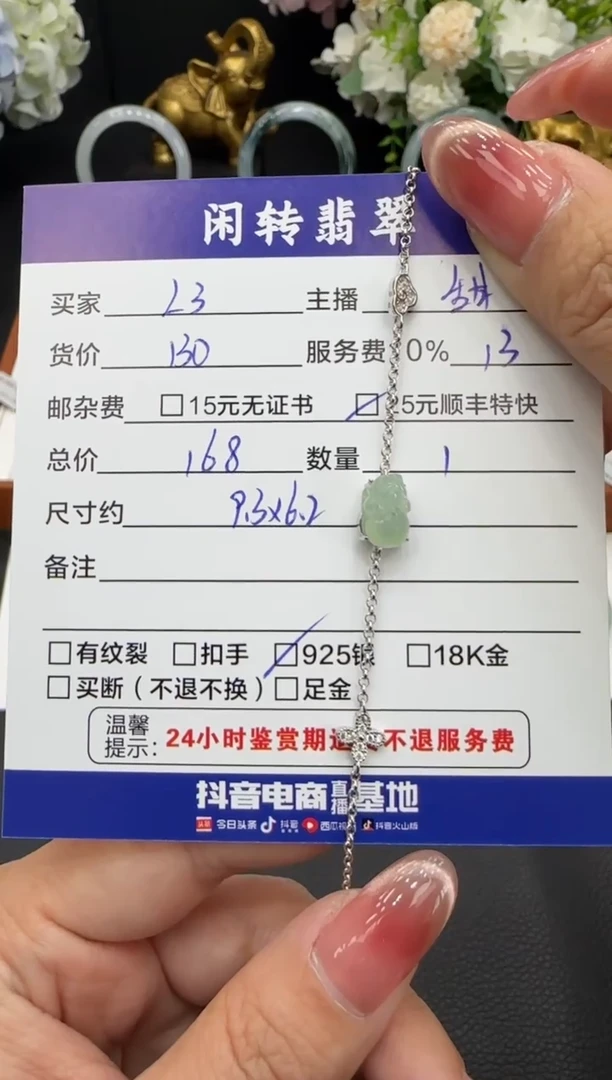 闲转翡翠
买家 L3 主播
货价 130 服务费 0% 13
邮杂费 □15元无证书 □25元顺丰特快
总价 168 数量 1
尺寸约 9.3x6.2
备注
□有纹裂 □扣手 □925银 □18K金
□买断(不退不换) □足金
温馨
提示: 24小时鉴赏期 不退服务费
抖音电商直播基地
头条 今日头条 抖音 西瓜视 抖音火山版